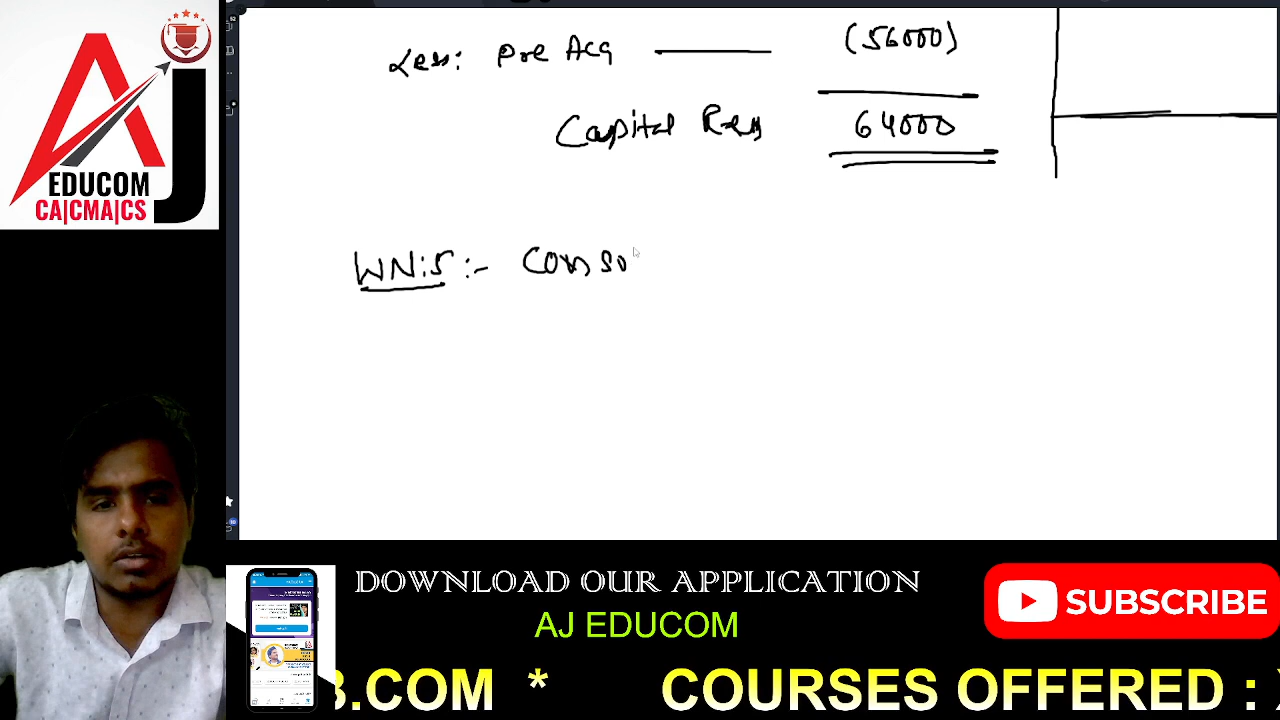 AJ
EDUCOM
CA|CMA|CS
Less: Pre Acq (56000)
Capital Res 64000
WN:5 :- Conso
DOWNLOAD OUR APPLICATION
AJ EDUCOM
SUBSCRIBE
B.COM * COURSES OFFERED :